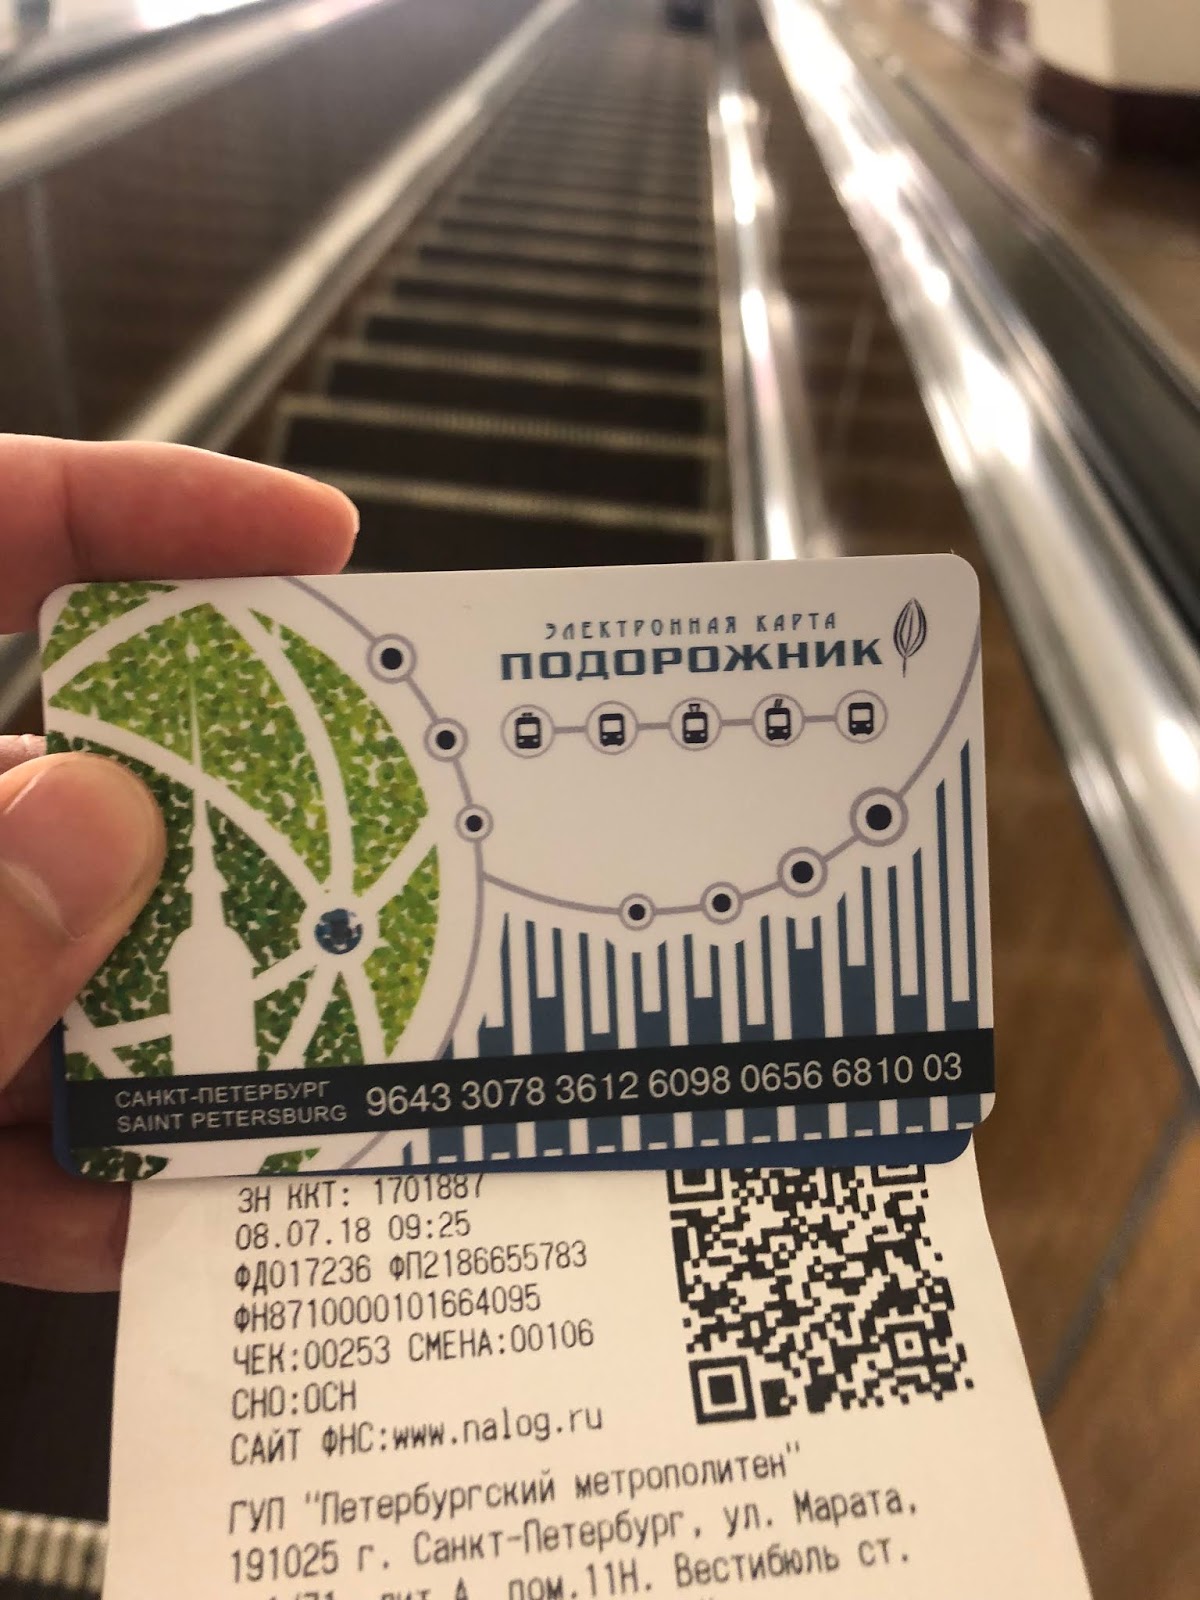 ЭЛЕКТРОННАЯ КАРТА
ПОДОРОЖНИК
САНКТ-ПЕТЕРБУРГ
SAINT PETERSBURG
9643 3078 3612 6098 0656 6810 03
ЗН ККТ: 1701887
08.07.18 09:25
ФД017236 ФП2186655783
ФН8710000101664095
ЧЕК:00253 СМЕНА:00106
СНО:ОСН
САЙТ ФНС:www.nalog.ru
ГУП "Петербургский метрополитен"
191025 г. Санкт-Петербург, ул. Марата,
лит А, пом.11Н. Вестибюль ст.